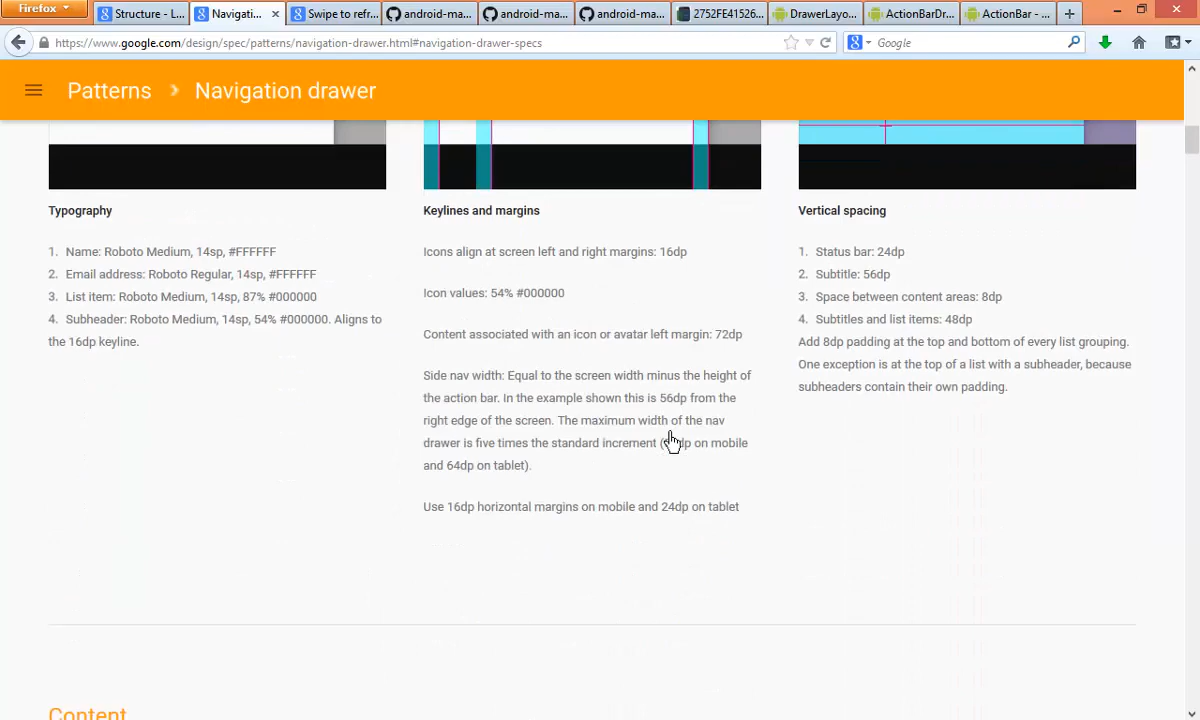 Firefox
Structure - L...
Navigati...
Swipe to refr...
android-ma...
android-ma...
android-ma...
2752FE41526...
DrawerLayo...
ActionBarDr...
ActionBar - ...
https://www.google.com/design/spec/patterns/navigation-drawer.html#navigation-drawer-specs
Google
Patterns > Navigation drawer
Typography
1. Name: Roboto Medium, 14sp, #FFFFFF
2. Email address: Roboto Regular, 14sp, #FFFFFF
3. List item: Roboto Medium, 14sp, 87% #000000
4. Subheader: Roboto Medium, 14sp, 54% #000000. Aligns to
the 16dp keyline.
Keylines and margins
Icons align at screen left and right margins: 16dp
Icon values: 54% #000000
Content associated with an icon or avatar left margin: 72dp
Side nav width: Equal to the screen width minus the height of
the action bar. In the example shown this is 56dp from the
right edge of the screen. The maximum width of the nav
drawer is five times the standard increment ( on mobile
and 64dp on tablet).
Use 16dp horizontal margins on mobile and 24dp on tablet
Vertical spacing
1. Status bar: 24dp
2. Subtitle: 56dp
3. Space between content areas: 8dp
4. Subtitles and list items: 48dp
Add 8dp padding at the top and bottom of every list grouping.
One exception is at the top of a list with a subheader, because
subheaders contain their own padding.
Content